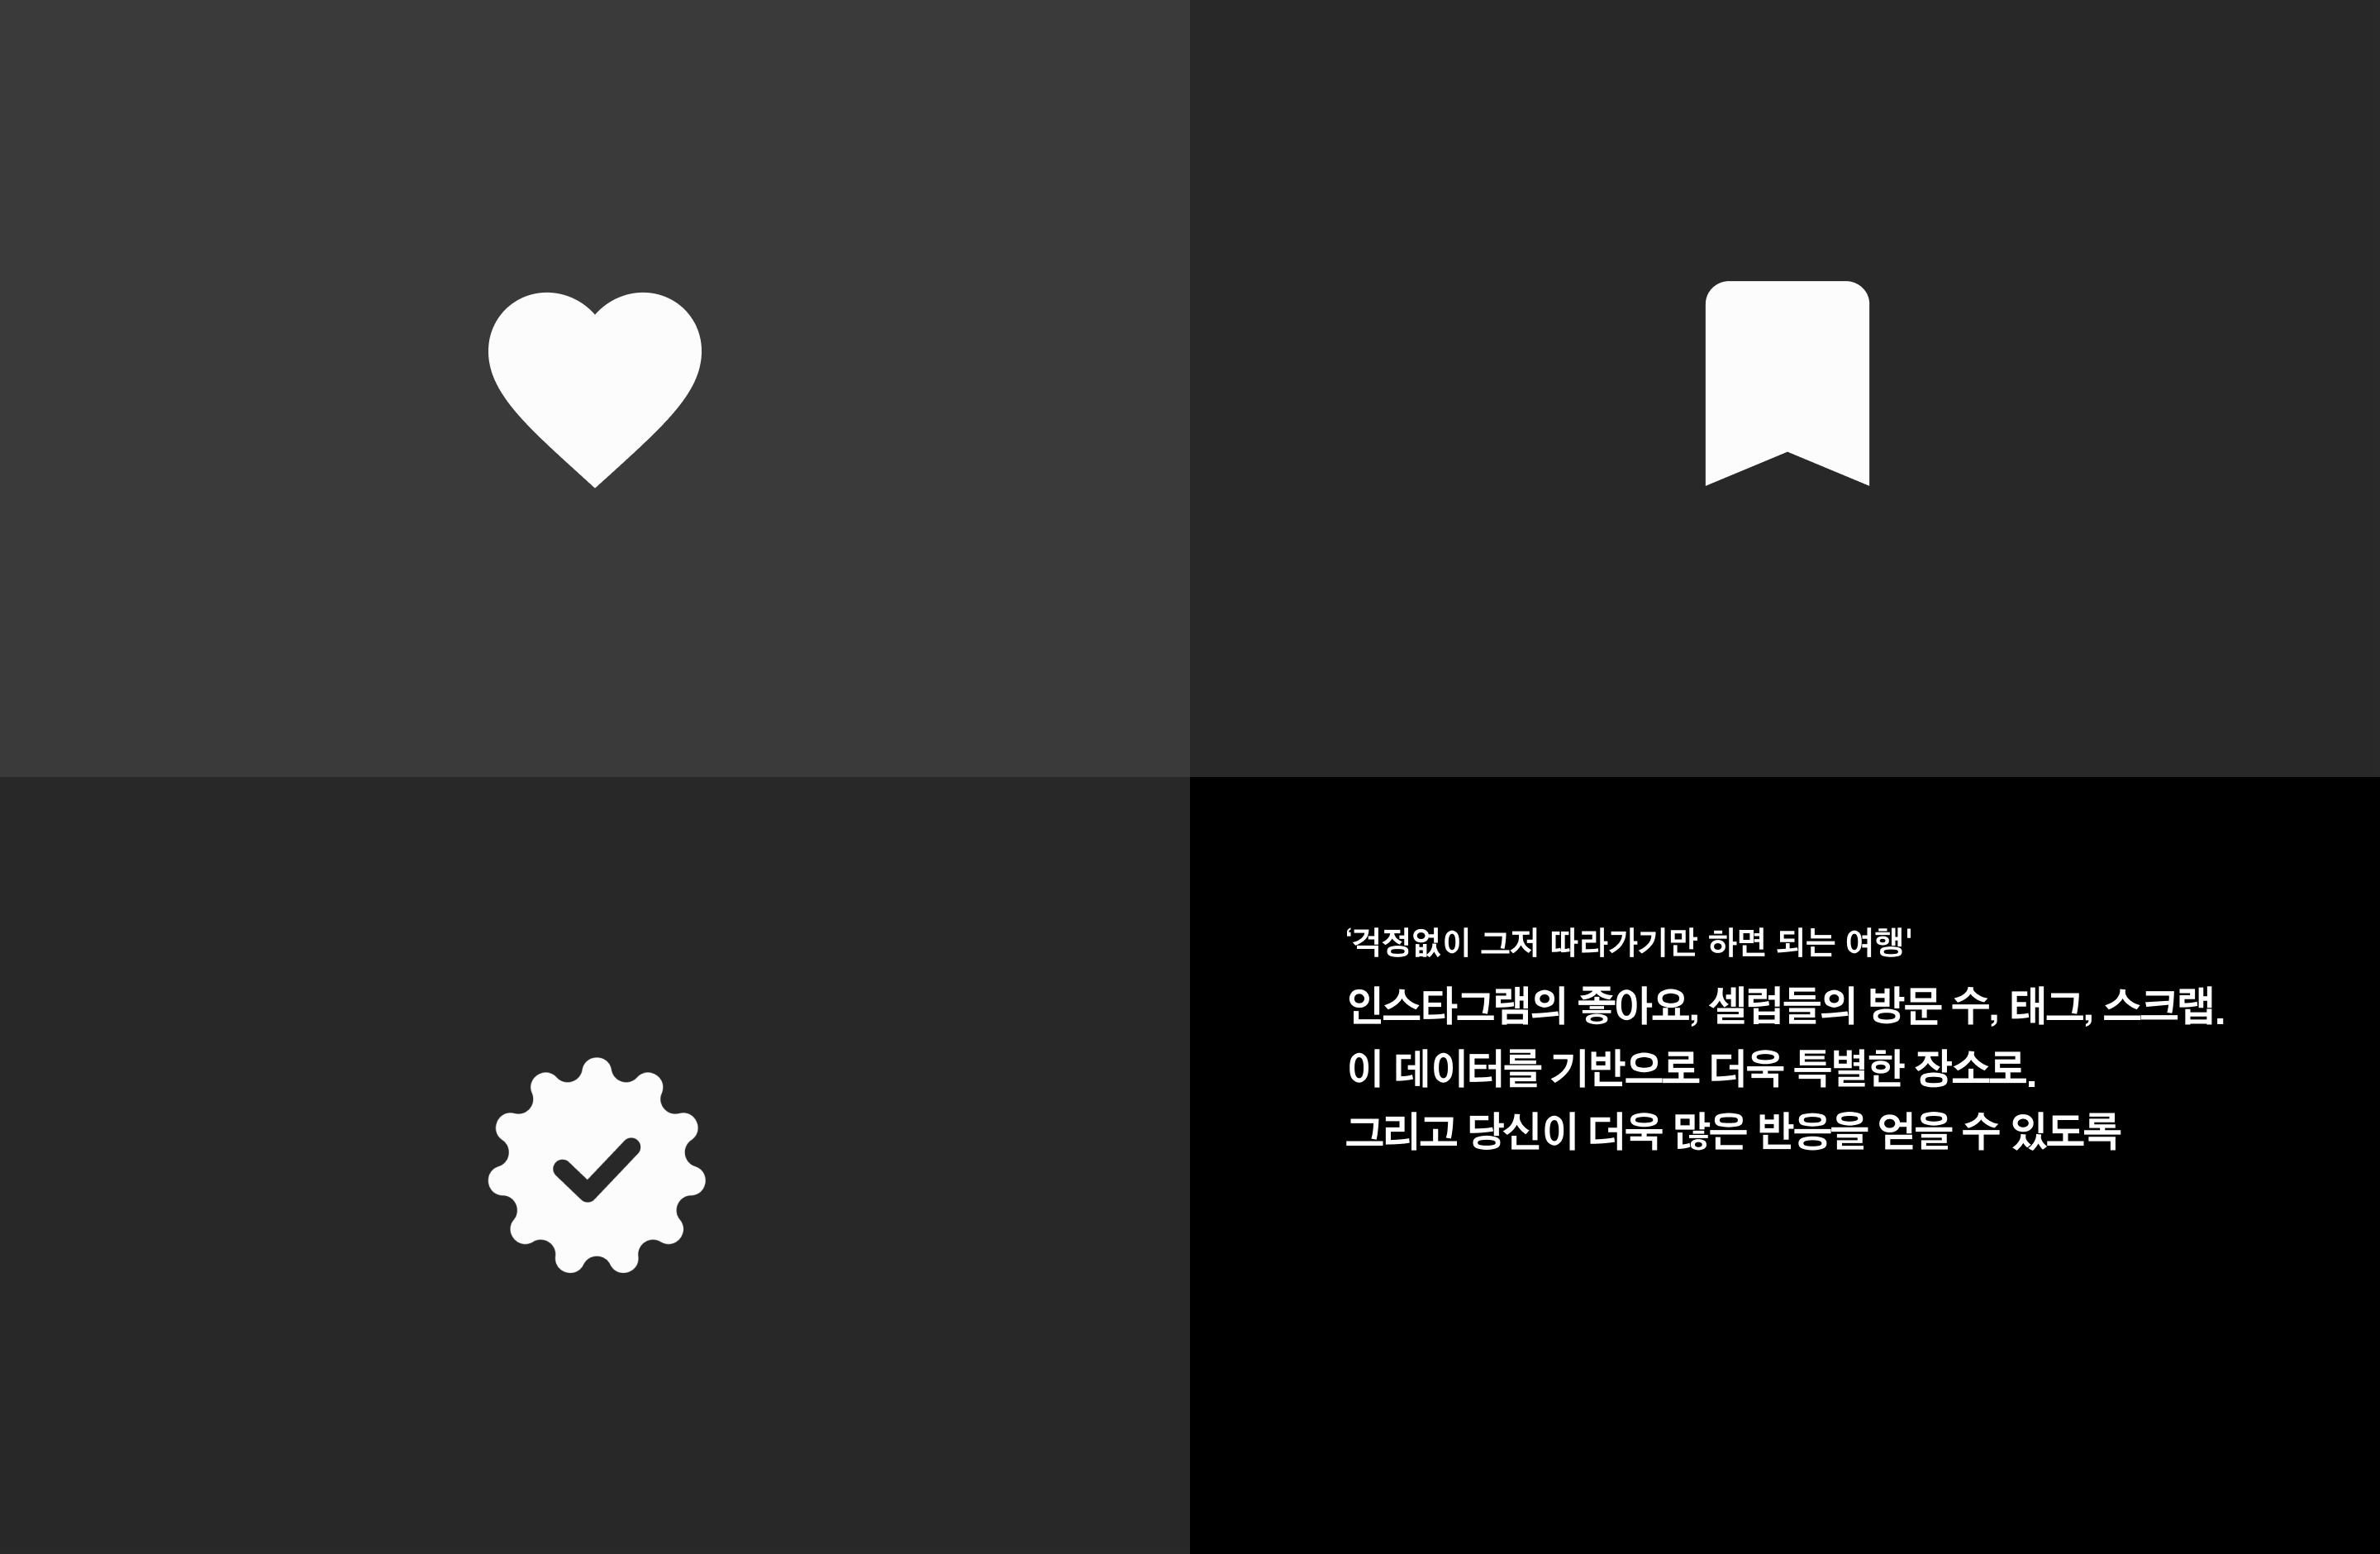 '걱정왕이 그저 따라가기만 하면 되는 여행'
인스타그램의 좋아요, 셀럽들의 방문수, 태그, 스크랩.
이 데이터를 기반으로 더욱 특별한 장소로.
그리고 당신이 더욱 많은 반응을 얻을수 있도록